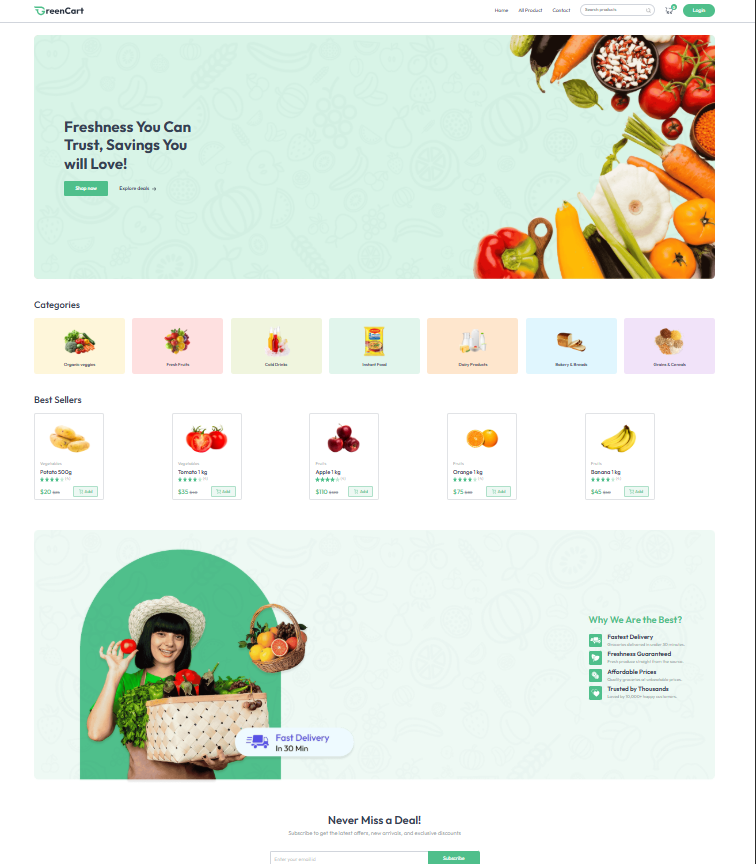 GreenCart
Home
All Product
Contact
Search products
0
Login
Freshness You Can
Trust, Savings You
will Love!
Shop now
Explore deals
Categories
Organic veggies
Fresh Fruits
Cold Drinks
Instant Food
Dairy Products
Bakery & Breads
Grains & Cereals
Best Sellers
Vegetables
Potato 500g
(4)
$20
Add
Vegetables
Tomato 1 kg
(4)
$35
Add
Fruits
Apple 1 kg
(4)
$110
Add
Fruits
Orange 1 kg
(4)
$75
Add
Fruits
Banana 1 kg
(4)
$45
Add
Fast Delivery
In 30 Min
Why We Are the Best?
Fastest Delivery
Groceries delivered in under 30 minutes.
Freshness Guaranteed
Fresh produce straight from the source.
Affordable Prices
Quality groceries at unbeatable prices.
Trusted by Thousands
Loved by 10,000+ happy customers.
Never Miss a Deal!
Subscribe to get the latest offers, new arrivals, and exclusive discounts
Enter your email id
Subscribe